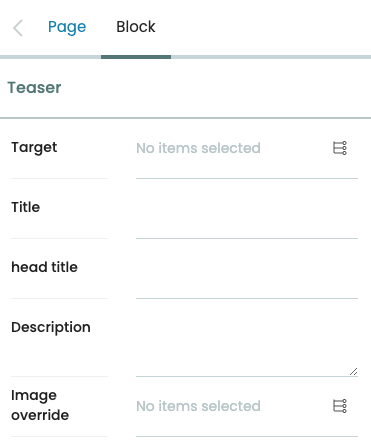 Page Block
Teaser
Target No items selected
Title
head title
Description
Image
override No items selected